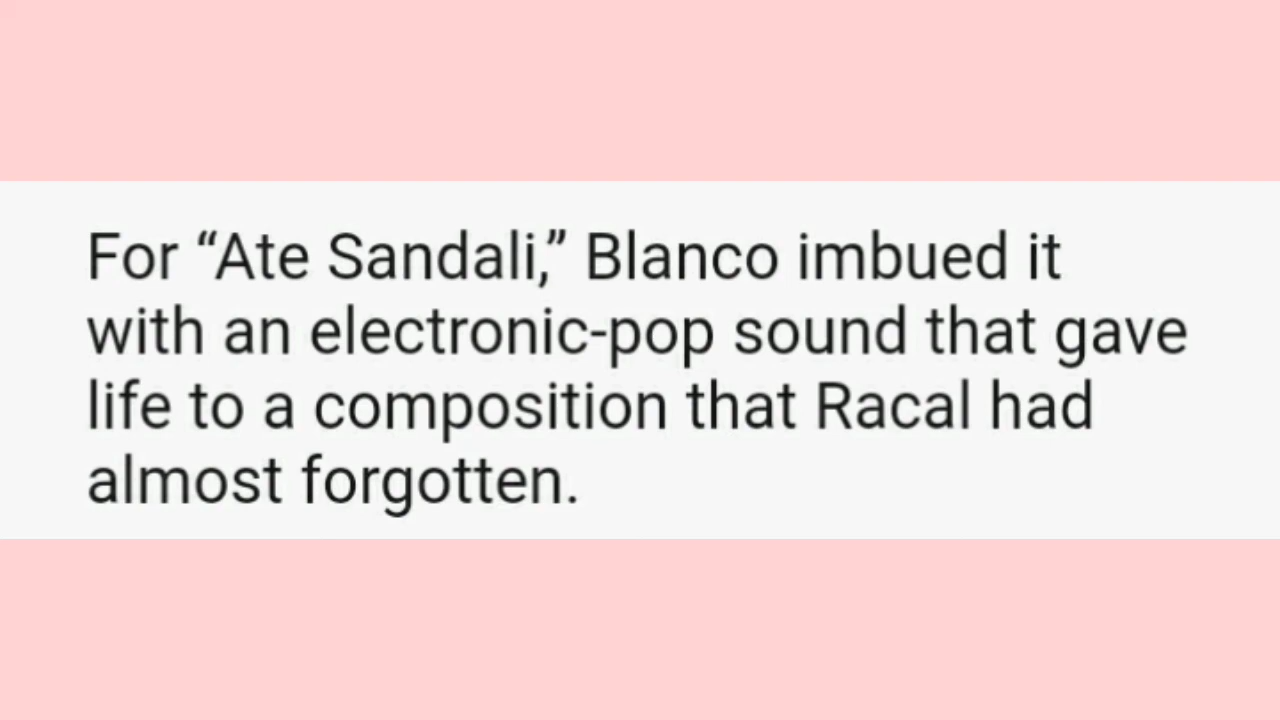 For “Ate Sandali,” Blanco imbued it
with an electronic-pop sound that gave
life to a composition that Racal had
almost forgotten.